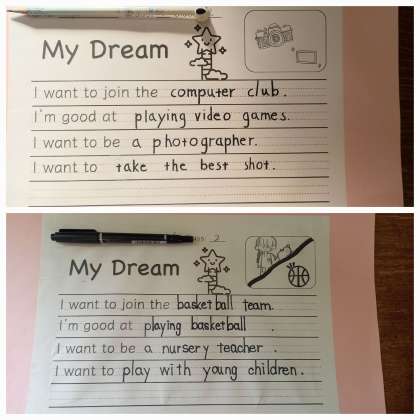 My Dream
I want to join the computer club.
I'm good at playing video games.
I want to be a photographer.
I want to take the best shot.
2
My Dream
I want to join the basketball team.
I'm good at playing basketball .
I want to be a nursery teacher .
I want to play with young children.